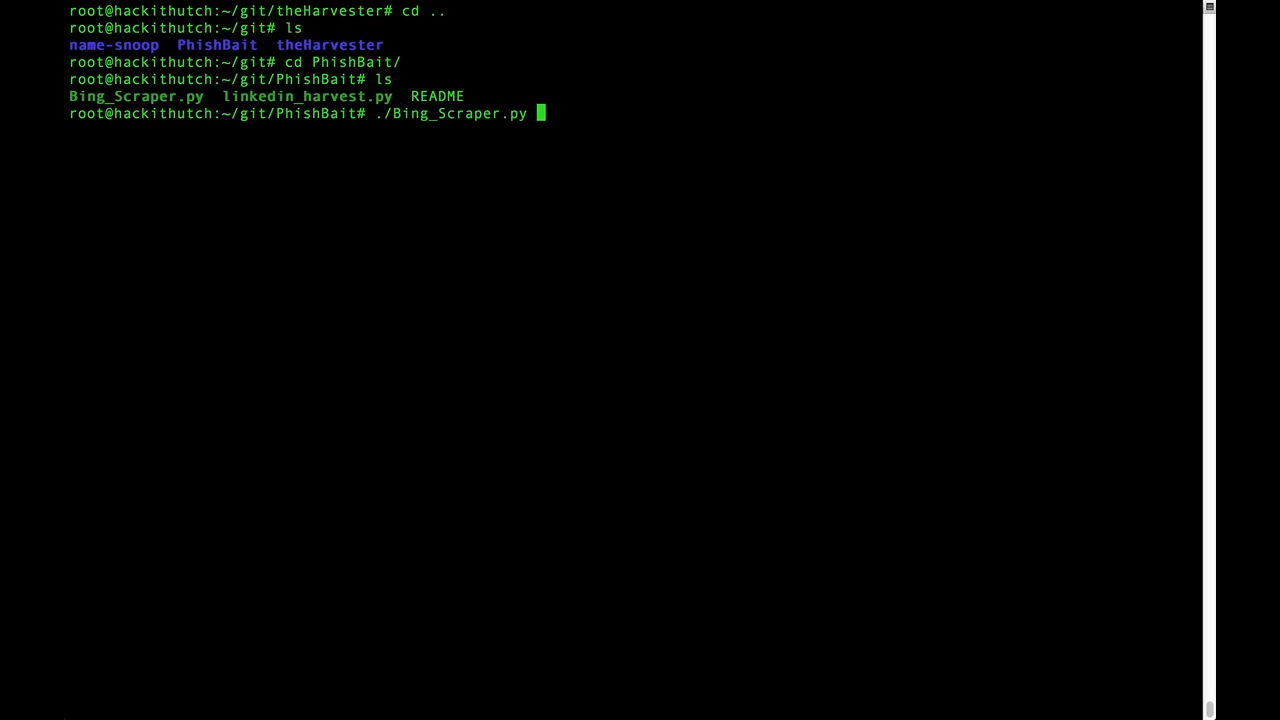 root@hackithutch:~/git/theHarvester# cd ..
root@hackithutch:~/git# ls
name-snoop  PhishBait  theHarvester
root@hackithutch:~/git# cd PhishBait/
root@hackithutch:~/git/PhishBait# ls
Bing_Scraper.py  linkedin_harvest.py  README
root@hackithutch:~/git/PhishBait# ./Bing_Scraper.py